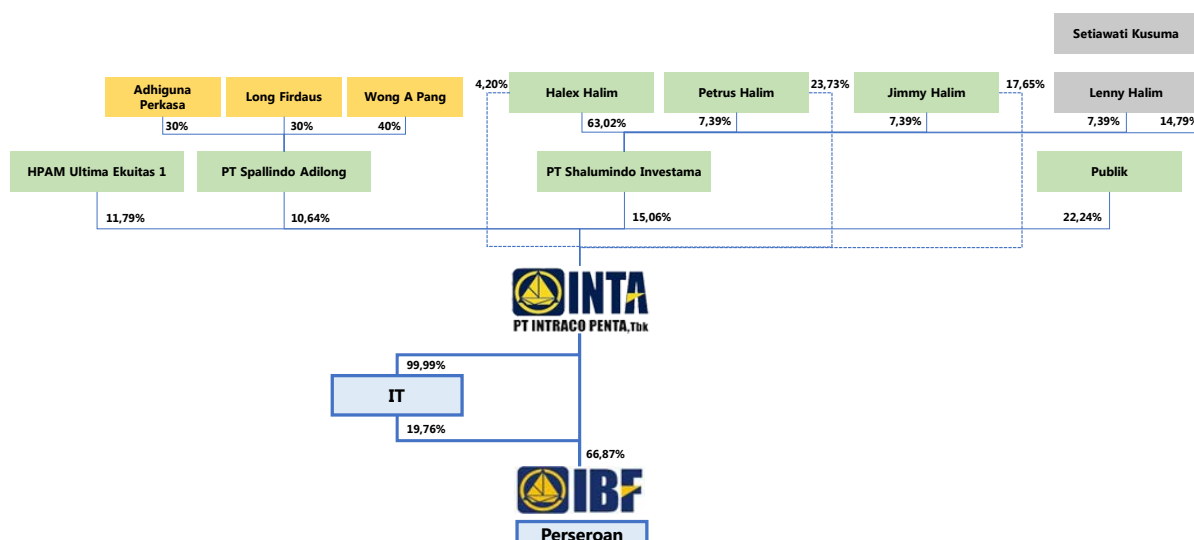 Setiawati Kusuma
4,20%
23,73%
17,65%
Adhiguna
Perkasa
Long Firdaus
Wong A Pang
Halex Halim
Petrus Halim
Jimmy Halim
Lenny Halim
30%
30%
40%
63,02%
7,39%
7,39%
7,39%
14,79%
HPAM Ultima Ekuitas 1
PT Spallindo Adilong
PT Shalumindo Investama
Publik
11,79%
10,64%
15,06%
22,24%
INTA
PT INTRACO PENTA,Tbk
99,99%
IT
19,76%
66,87%
IBF
Perseroan